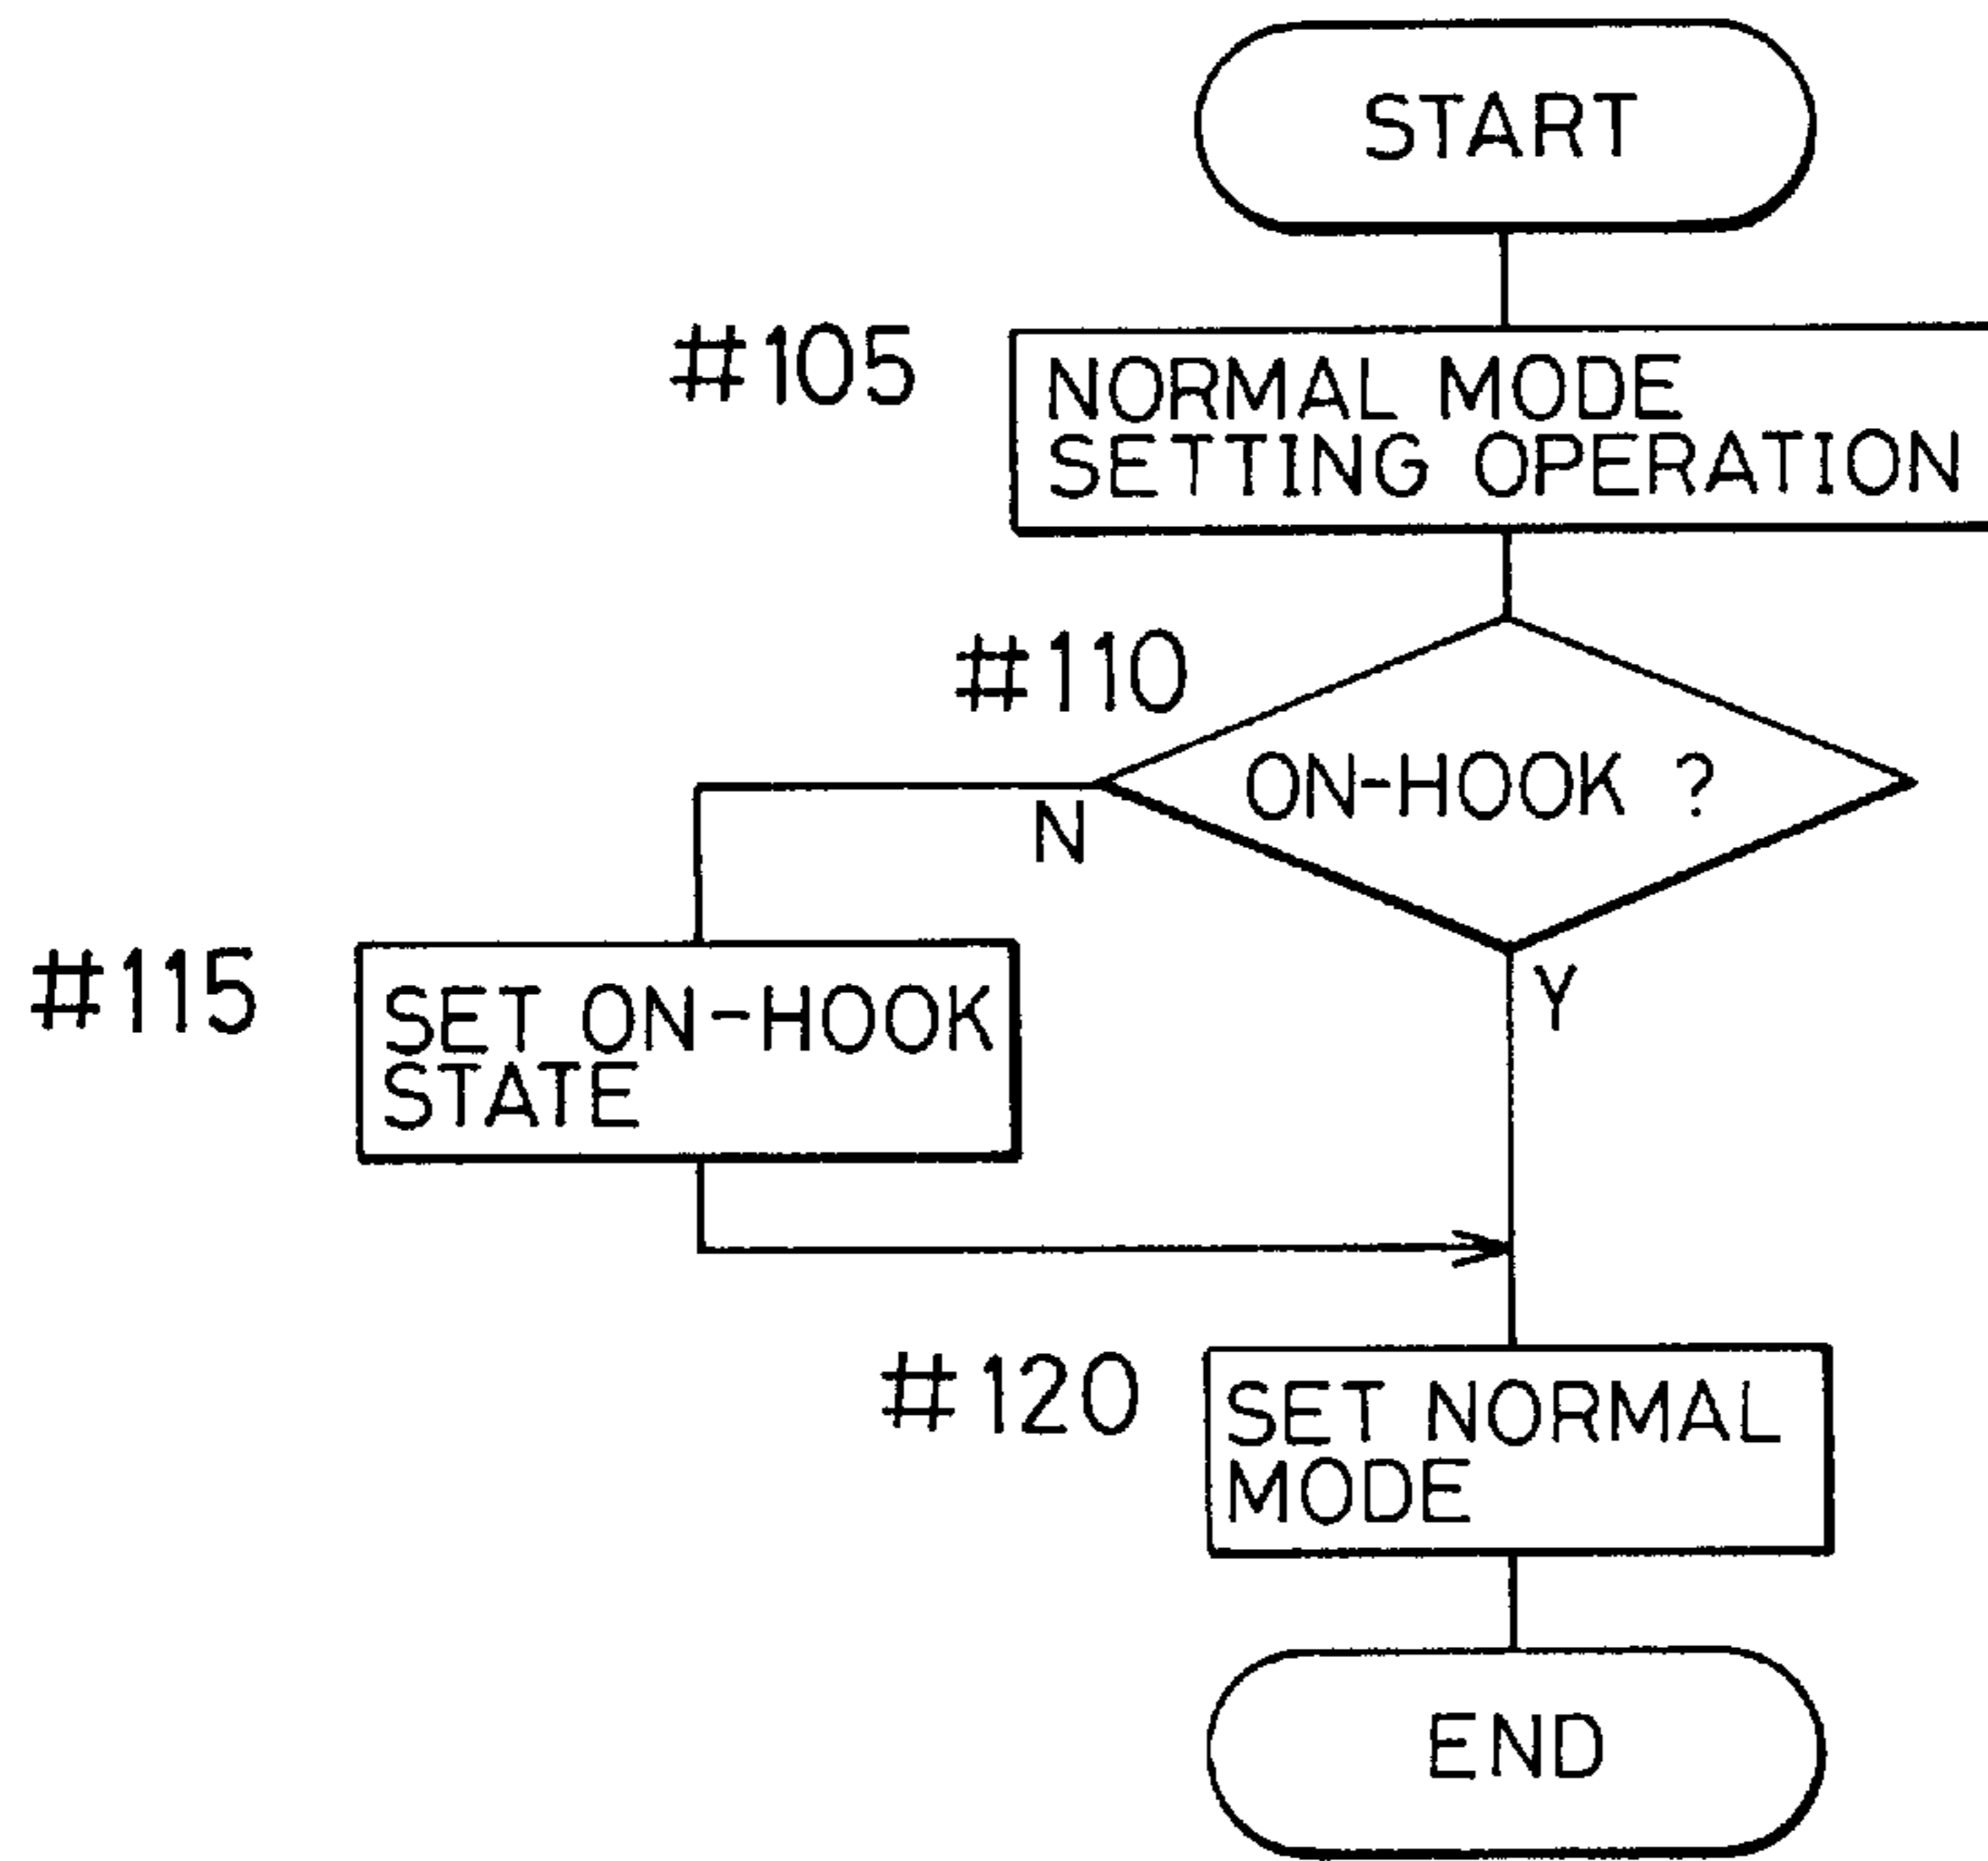 START
#105
NORMAL MODE
SETTING OPERATION
#110
ON-HOOK ?
N
Y
#115
SET ON-HOOK
STATE
#120
SET NORMAL
MODE
END